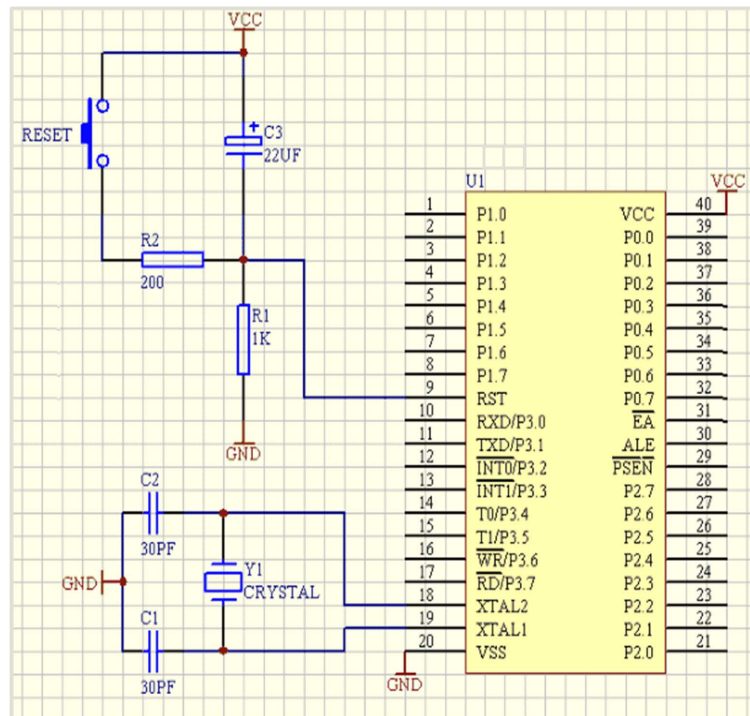 VCC
RESET
C3
22UF
R2
200
R1
1K
GND
C2
30PF
GND
Y1
CRYSTAL
C1
30PF
U1
VCC
1 P1.0 VCC 40
2 P1.1 P0.0 39
3 P1.2 P0.1 38
4 P1.3 P0.2 37
5 P1.4 P0.3 36
6 P1.5 P0.4 35
7 P1.6 P0.5 34
8 P1.7 P0.6 33
9 RST P0.7 32
10 RXD/P3.0 EA 31
11 TXD/P3.1 ALE 30
12 INT0/P3.2 PSEN 29
13 INT1/P3.3 P2.7 28
14 T0/P3.4 P2.6 27
15 T1/P3.5 P2.5 26
16 WR/P3.6 P2.4 25
17 RD/P3.7 P2.3 24
18 XTAL2 P2.2 23
19 XTAL1 P2.1 22
20 VSS P2.0 21
GND